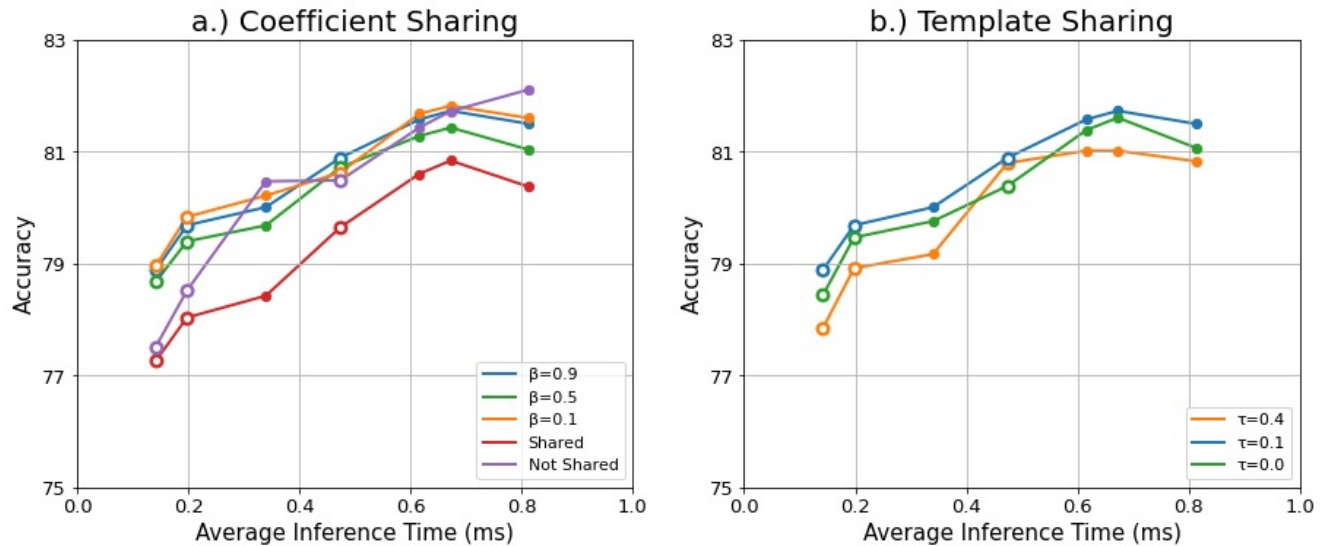 a.) Coefficient Sharing
83
81
79
77
75
Accuracy
0.0 0.2 0.4 0.6 0.8 1.0
Average Inference Time (ms)
β=0.9
β=0.5
β=0.1
Shared
Not Shared
b.) Template Sharing
83
81
79
77
75
Accuracy
0.0 0.2 0.4 0.6 0.8 1.0
Average Inference Time (ms)
τ=0.4
τ=0.1
τ=0.0